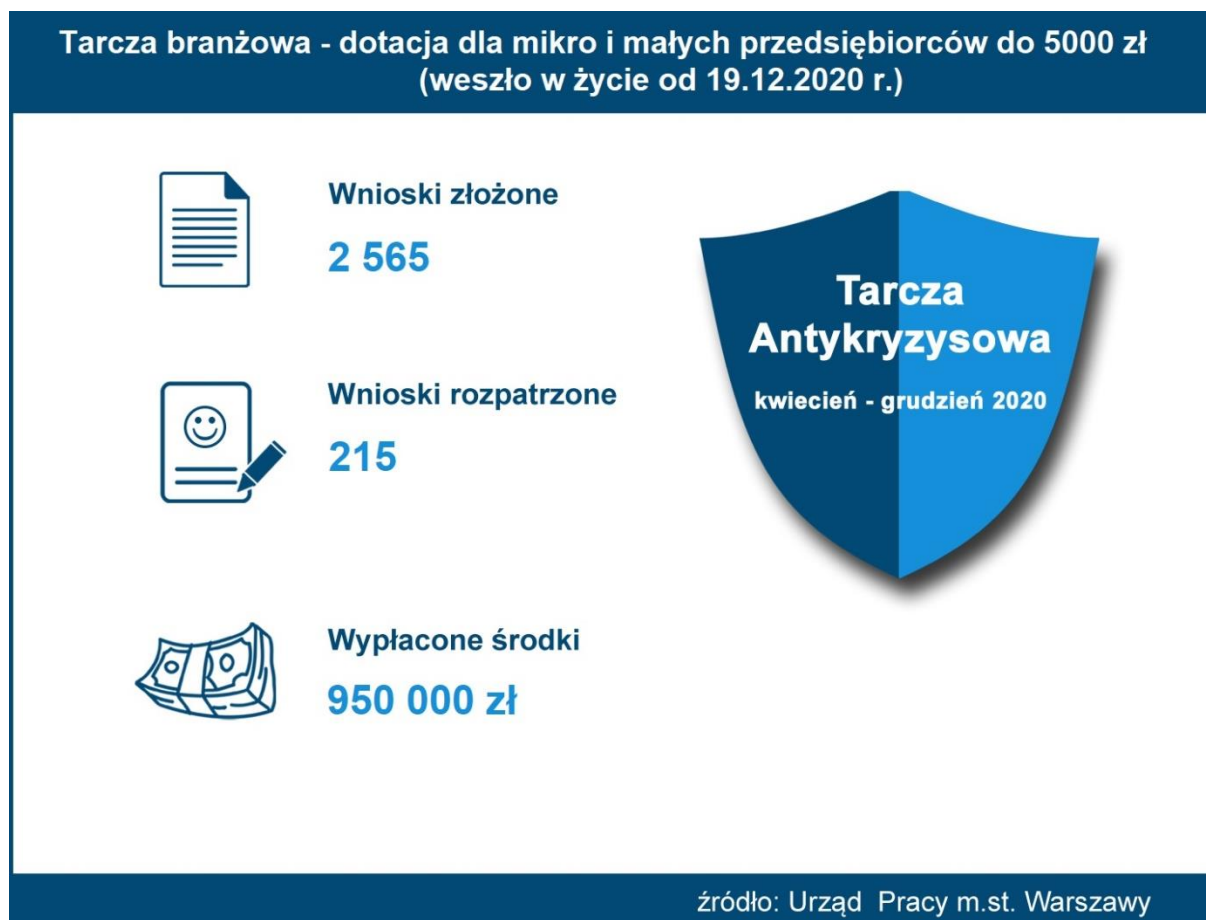 Tarcza branżowa - dotacja dla mikro i małych przedsiębiorców do 5000 zł
(weszło w życie od 19.12.2020 r.)
Wnioski złożone
2 565
Wnioski rozpatrzone
215
Wypłacone środki
950 000 zł
Tarcza
Antykryzysowa
kwiecień - grudzień 2020
źródło: Urząd Pracy m.st. Warszawy